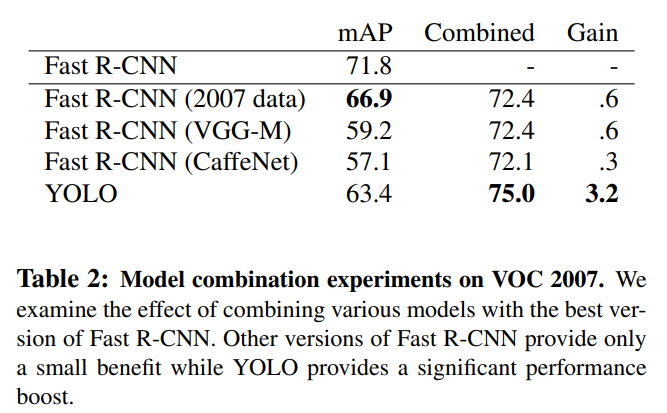 mAP Combined Gain
Fast R-CNN 71.8 - -
Fast R-CNN (2007 data) 66.9 72.4 .6
Fast R-CNN (VGG-M) 59.2 72.4 .6
Fast R-CNN (CaffeNet) 57.1 72.1 .3
YOLO 63.4 75.0 3.2
Table 2: Model combination experiments on VOC 2007. We
examine the effect of combining various models with the best ver-
sion of Fast R-CNN. Other versions of Fast R-CNN provide only
a small benefit while YOLO provides a significant performance
boost.